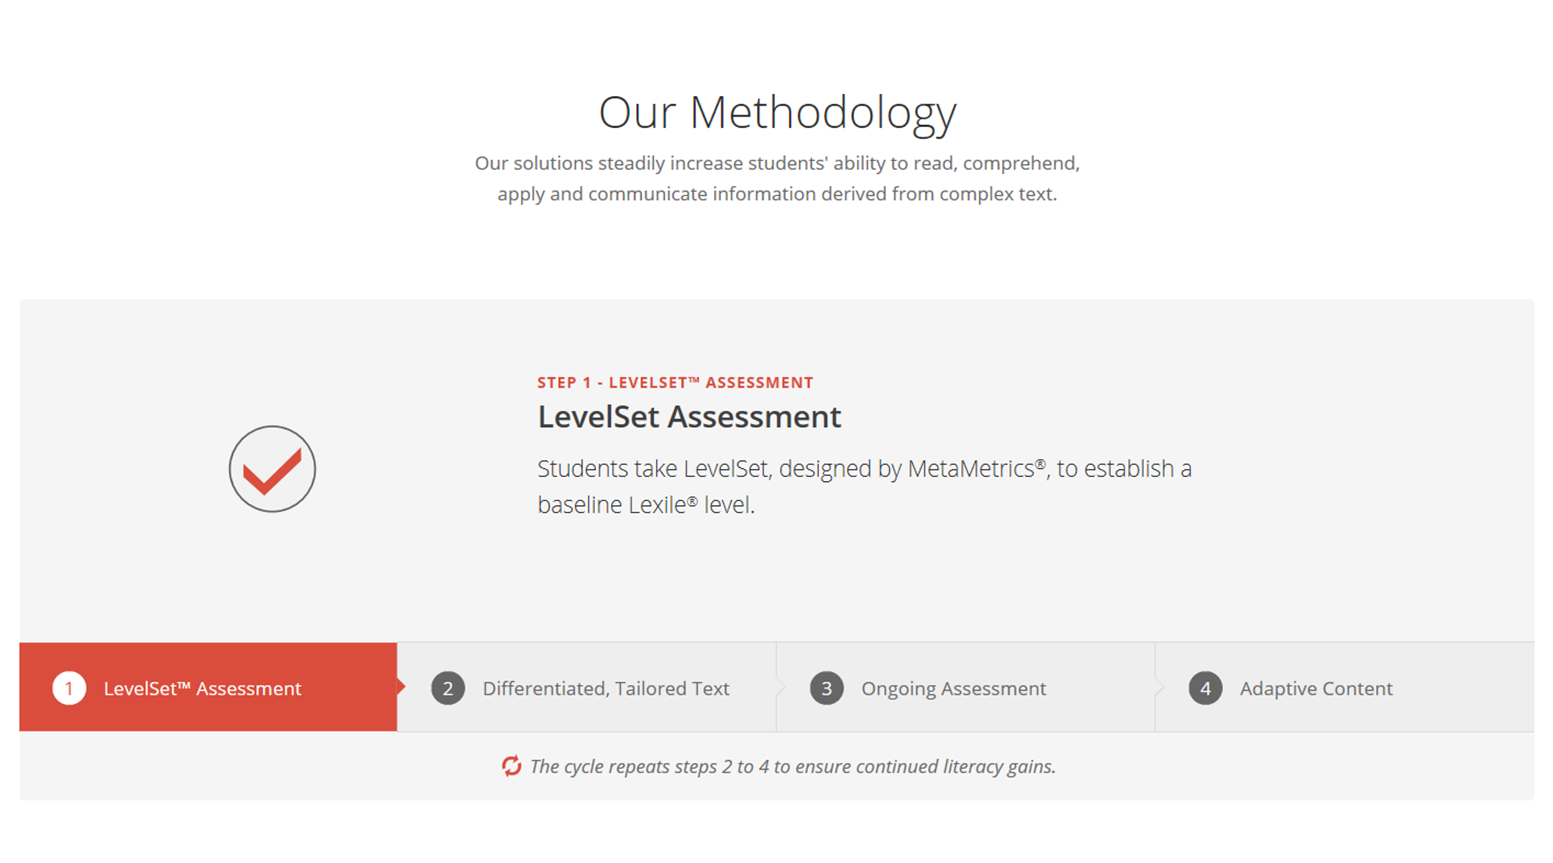 Our Methodology
Our solutions steadily increase students' ability to read, comprehend,
apply and communicate information derived from complex text.
STEP 1 - LEVELSET™ ASSESSMENT
LevelSet Assessment
Students take LevelSet, designed by MetaMetrics®, to establish a
baseline Lexile® level.
1 LevelSet™ Assessment
2 Differentiated, Tailored Text
3 Ongoing Assessment
4 Adaptive Content
The cycle repeats steps 2 to 4 to ensure continued literacy gains.